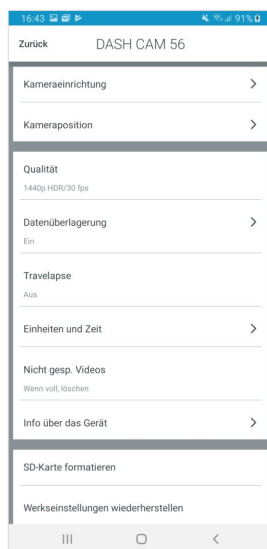 16:43 91%
Zurück DASH CAM 56
Kameraeinrichtung
Kameraposition
Qualität
1440p HDR/30 fps
Datenüberlagerung
Ein
Travelapse
Aus
Einheiten und Zeit
Nicht gesp. Videos
Wenn voll, löschen
Info über das Gerät
SD-Karte formatieren
Werkseinstellungen wiederherstellen